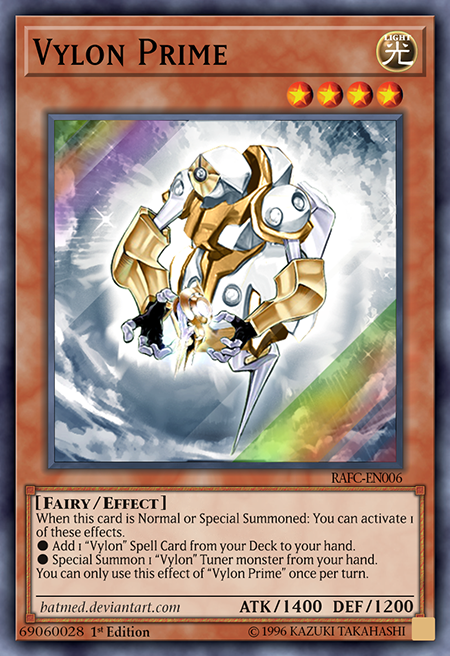 Vylon Prime
LIGHT
光
RAFC-EN006
[Fairy/Effect]
When this card is Normal or Special Summoned: You can activate 1
of these effects.
● Add 1 "Vylon" Spell Card from your Deck to your hand.
● Special Summon 1 "Vylon" Tuner monster from your hand.
You can only use this effect of "Vylon Prime" once per turn.
batmed.deviantart.com ATK/1400 DEF/1200
69060028 1st Edition © 1996 KAZUKI TAKAHASHI